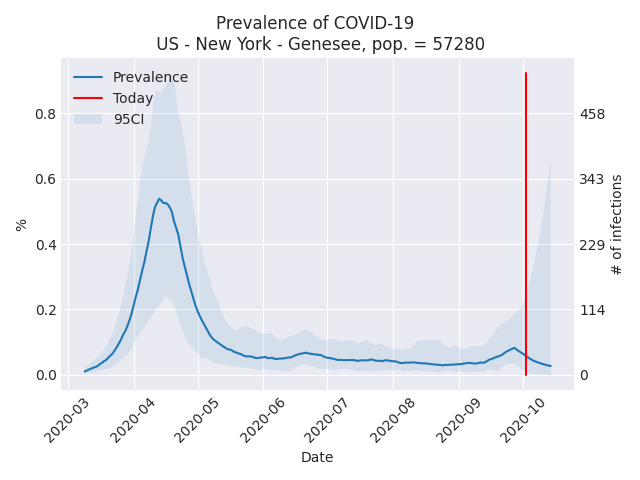 Prevalence of COVID-19
US - New York - Genesee, pop. = 57280
Prevalence
Today
95CI
%
0.8
0.6
0.4
0.2
0.0
458
343
229
114
0
# of infections
2020-03
2020-04
2020-05
2020-06
2020-07
2020-08
2020-09
2020-10
Date